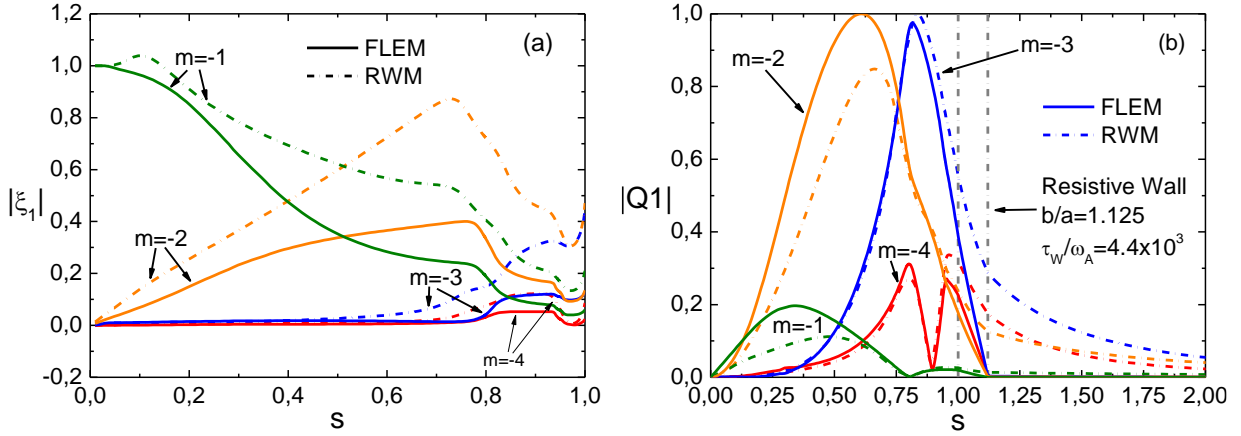 1,2
1,0
0,8
0,6
0,4
0,2
0,0
-0,2
|ξ₁|
0,0 0,2 0,4 0,6 0,8 1,0
s
(a)
m=-1
FLEM
RWM
m=-2
m=-3
m=-4
1,0
0,8
0,6
0,4
0,2
0,0
|Q1|
0,00 0,25 0,50 0,75 1,00 1,25 1,50 1,75 2,00
s
(b)
m=-2
m=-3
FLEM
RWM
Resistive Wall
b/a=1.125
τ_W/ω_A=4.4x10³
m=-4
m=-1